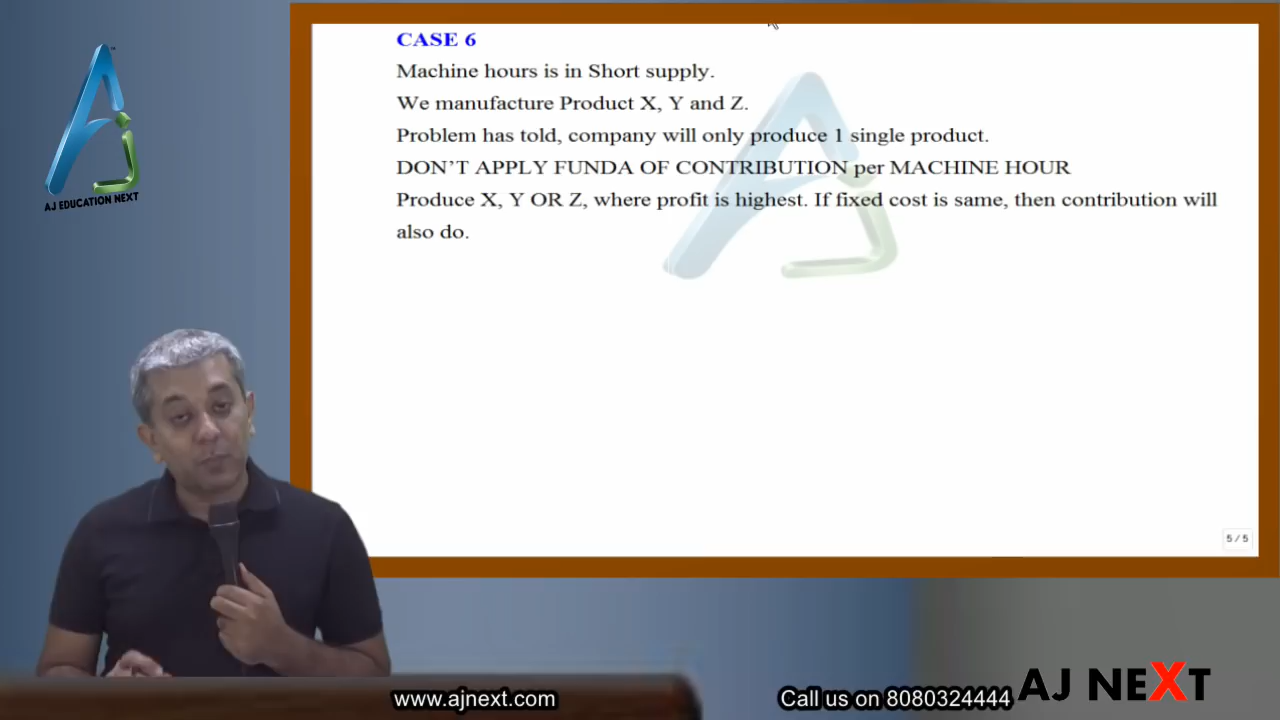 CASE 6
Machine hours is in Short supply.
We manufacture Product X, Y and Z.
Problem has told, company will only produce 1 single product.
DON'T APPLY FUNDA OF CONTRIBUTION per MACHINE HOUR
Produce X, Y OR Z, where profit is highest. If fixed cost is same, then contribution will
also do.
AJ EDUCATION NEXT
5 / 5
www.ajnext.com
Call us on 8080324444
AJ NEXT